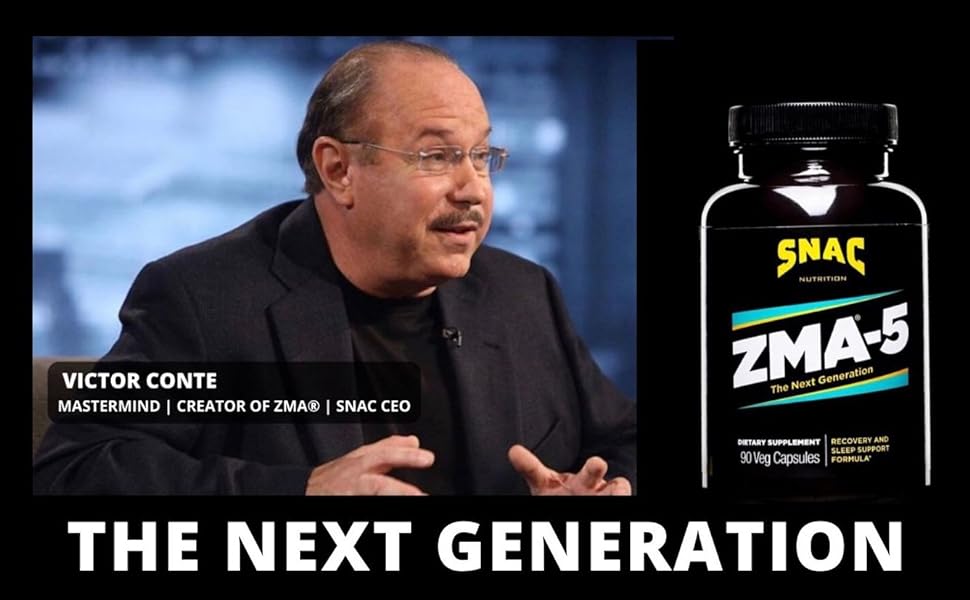 VICTOR CONTE
MASTERMIND | CREATOR OF ZMA® | SNAC CEO
SNAC
NUTRITION
ZMA®-5
The Next Generation
DIETARY SUPPLEMENT
90 Veg Capsules
RECOVERY AND
SLEEP SUPPORT
FORMULA*
THE NEXT GENERATION